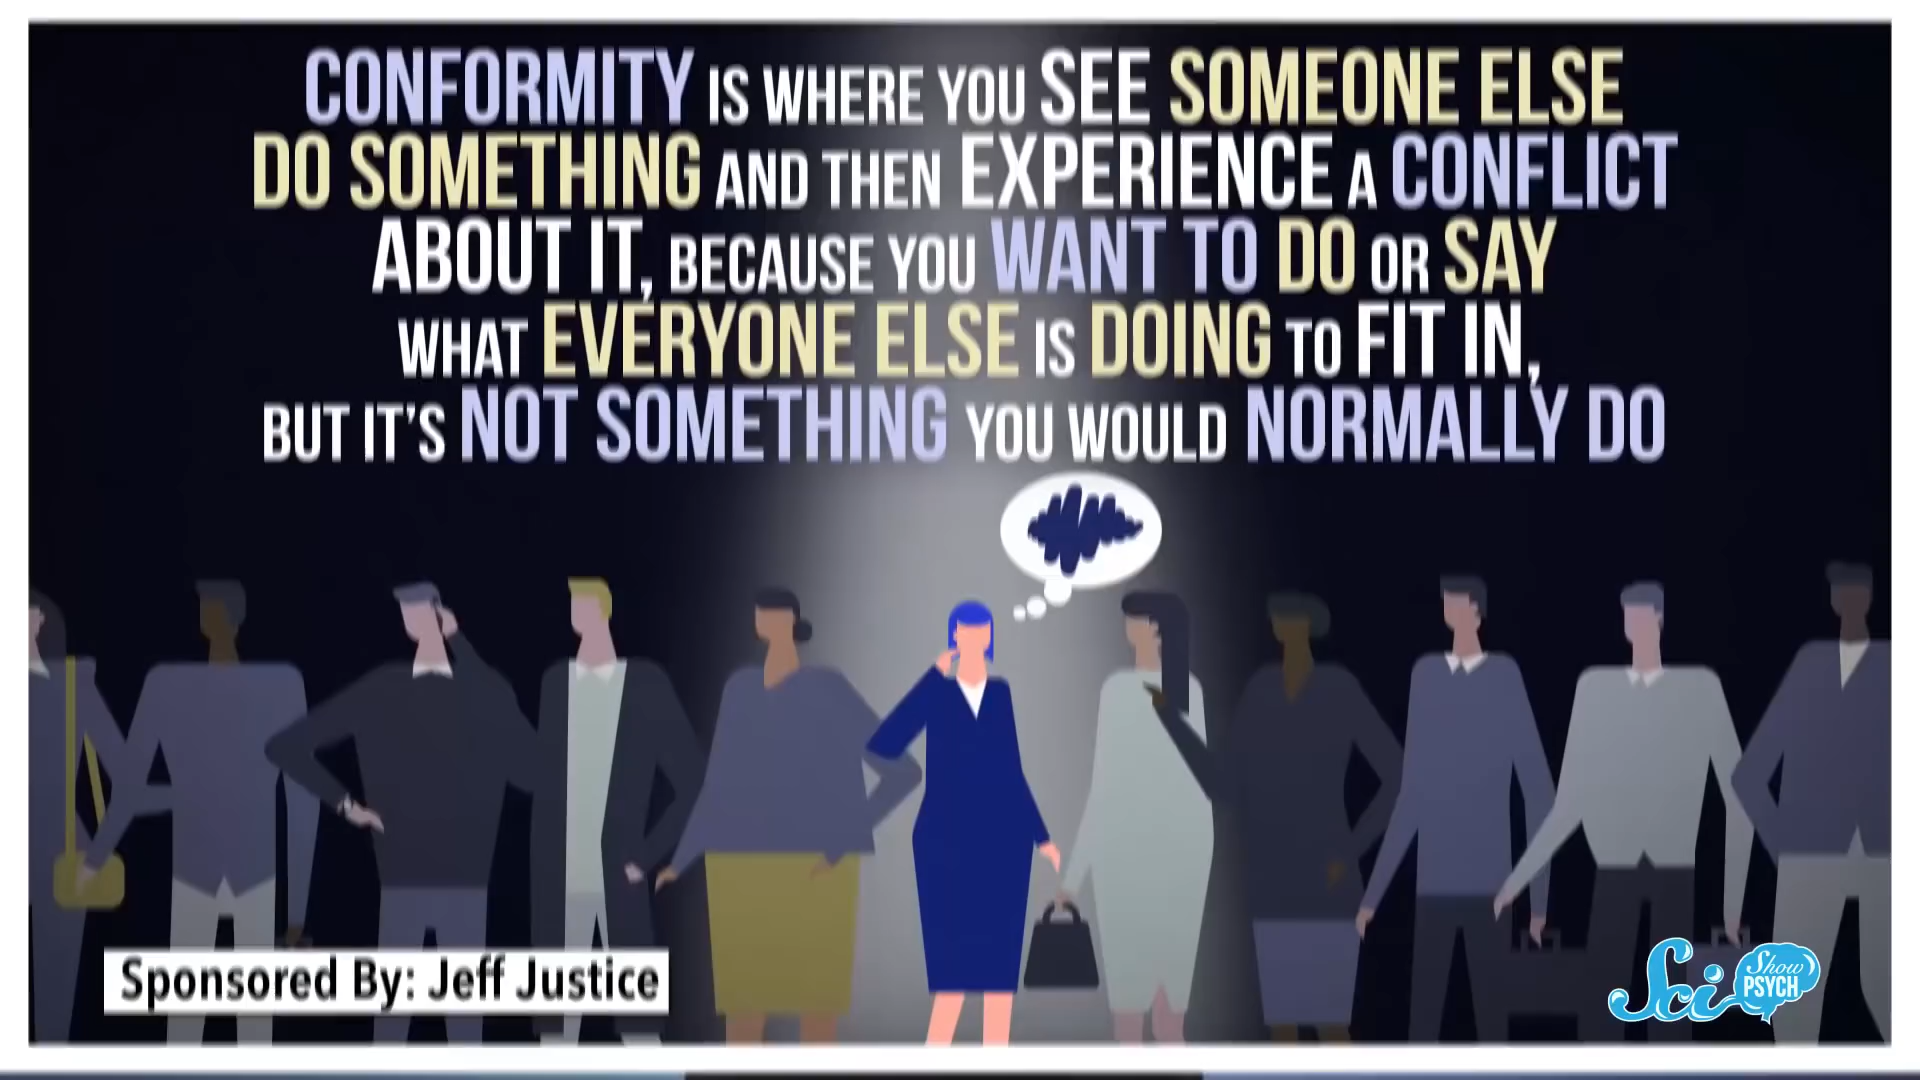 CONFORMITY IS WHERE YOU SEE SOMEONE ELSE
DO SOMETHING AND THEN EXPERIENCE A CONFLICT
ABOUT IT, BECAUSE YOU WANT TO DO OR SAY
WHAT EVERYONE ELSE IS DOING TO FIT IN,
BUT IT'S NOT SOMETHING YOU WOULD NORMALLY DO
Sponsored By: Jeff Justice
Sci Show
PSYCH